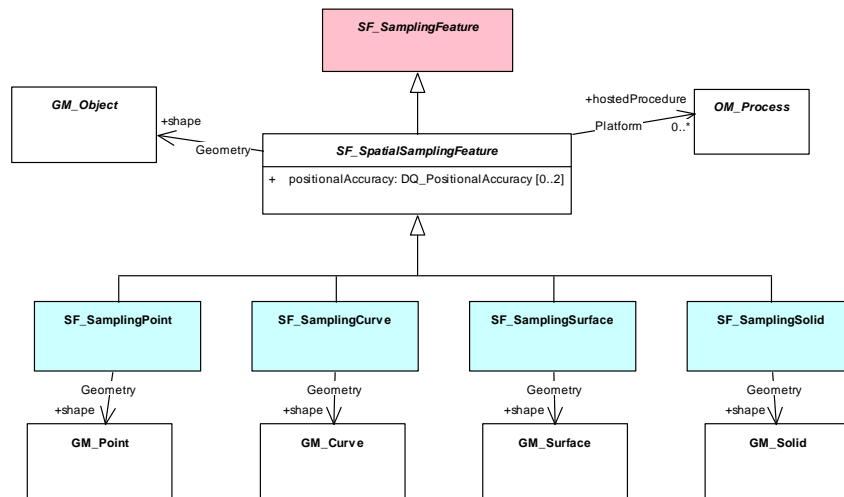 SF_SamplingFeature
GM_Object
+shape
Geometry
+hostedProcedure
Platform
0..*
OM_Process
SF_SpatialSamplingFeature
+ positionalAccuracy: DQ_PositionalAccuracy [0..2]
SF_SamplingPoint
SF_SamplingCurve
SF_SamplingSurface
SF_SamplingSolid
Geometry
Geometry
Geometry
Geometry
+shape
+shape
+shape
+shape
GM_Point
GM_Curve
GM_Surface
GM_Solid